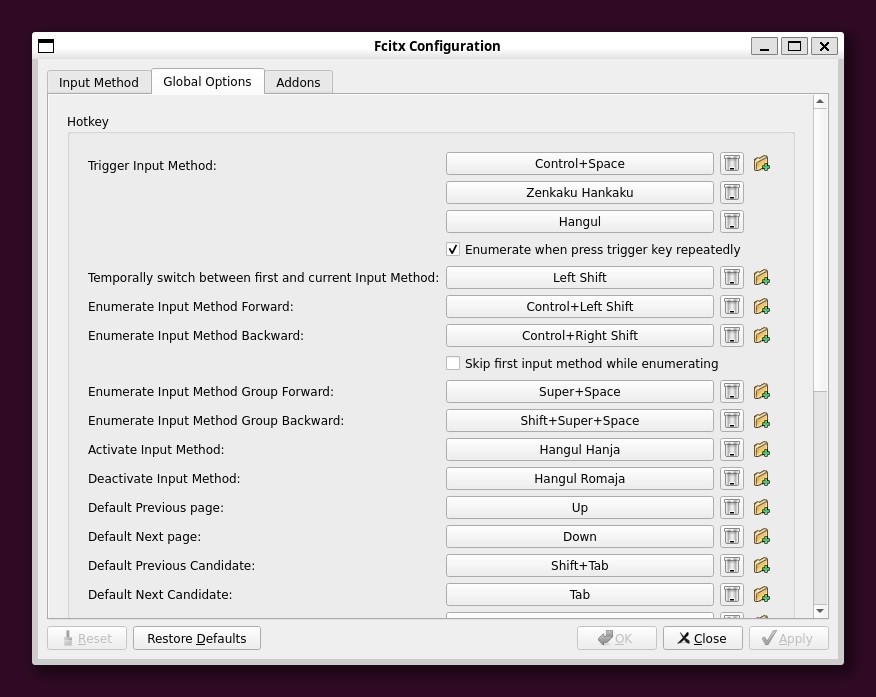 Fcitx Configuration
Input Method
Global Options
Addons
Hotkey
Trigger Input Method:
Control+Space
Zenkaku Hankaku
Hangul
Enumerate when press trigger key repeatedly
Temporally switch between first and current Input Method:
Left Shift
Enumerate Input Method Forward:
Control+Left Shift
Enumerate Input Method Backward:
Control+Right Shift
Skip first input method while enumerating
Enumerate Input Method Group Forward:
Super+Space
Enumerate Input Method Group Backward:
Shift+Super+Space
Activate Input Method:
Hangul Hanja
Deactivate Input Method:
Hangul Romaja
Default Previous page:
Up
Default Next page:
Down
Default Previous Candidate:
Shift+Tab
Default Next Candidate:
Tab
Reset
Restore Defaults
OK
Close
Apply